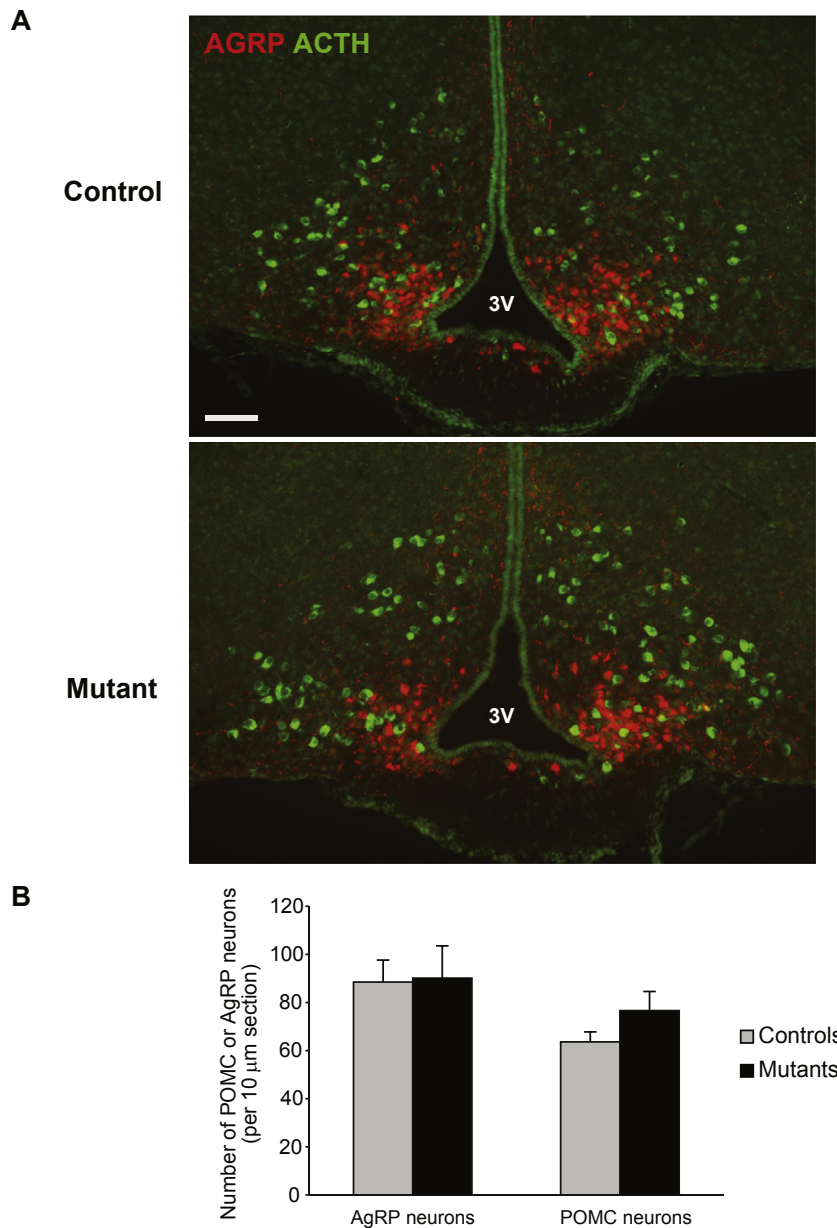 A
AGRP ACTH
Control
3V
Mutant
3V
B
Number of POMC or AgRP neurons
(per 10 μm section)
120
100
80
60
40
20
0
AgRP neurons
POMC neurons
Controls
Mutants